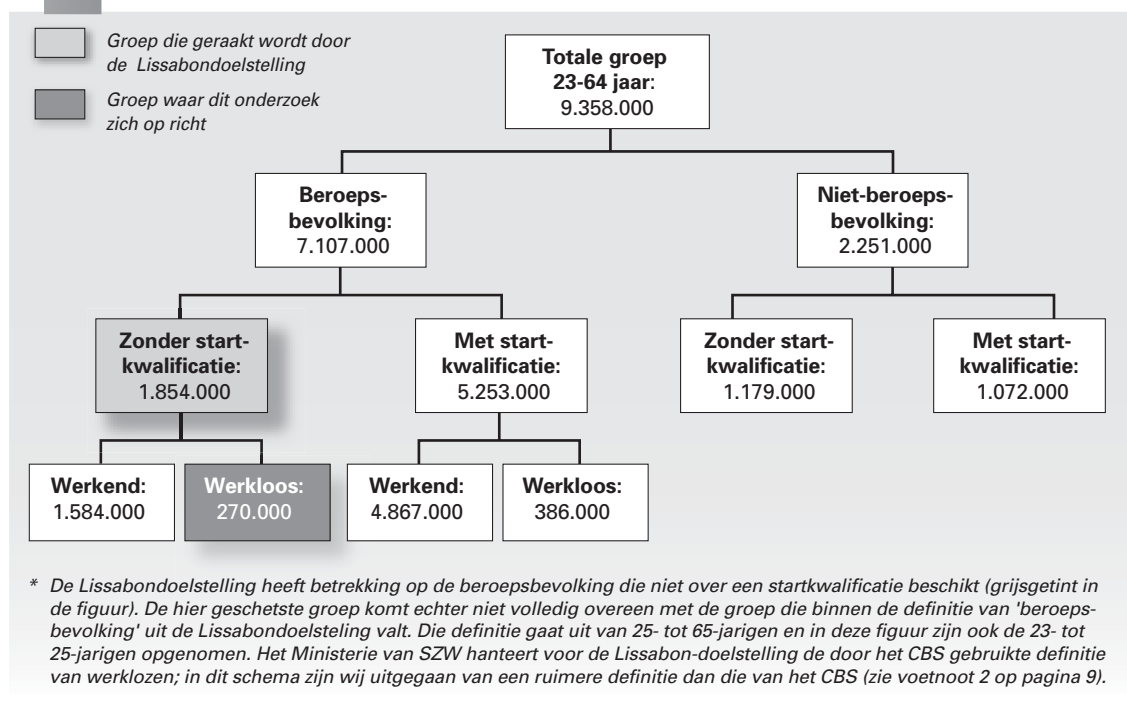 Groep die geraakt wordt door
de Lissabondoelstelling
Groep waar dit onderzoek
zich op richt
Totale groep
23-64 jaar:
9.358.000
Beroeps-
bevolking:
7.107.000
Niet-beroeps-
bevolking:
2.251.000
Zonder start-
kwalificatie:
1.854.000
Met start-
kwalificatie:
5.253.000
Zonder start-
kwalificatie:
1.179.000
Met start-
kwalificatie:
1.072.000
Werkend:
1.584.000
Werkloos:
270.000
Werkend:
4.867.000
Werkloos:
386.000
* De Lissabondoelstelling heeft betrekking op de beroepsbevolking die niet over een startkwalificatie beschikt (grijsgetint in
de figuur). De hier geschetste groep komt echter niet volledig overeen met de groep die binnen de definitie van 'beroeps-
bevolking' uit de Lissabondoelsteling valt. Die definitie gaat uit van 25- tot 65-jarigen en in deze figuur zijn ook de 23- tot
25-jarigen opgenomen. Het Ministerie van SZW hanteert voor de Lissabon-doelstelling de door het CBS gebruikte definitie
van werklozen; in dit schema zijn wij uitgegaan van een ruimere definitie dan die van het CBS (zie voetnoot 2 op pagina 9).